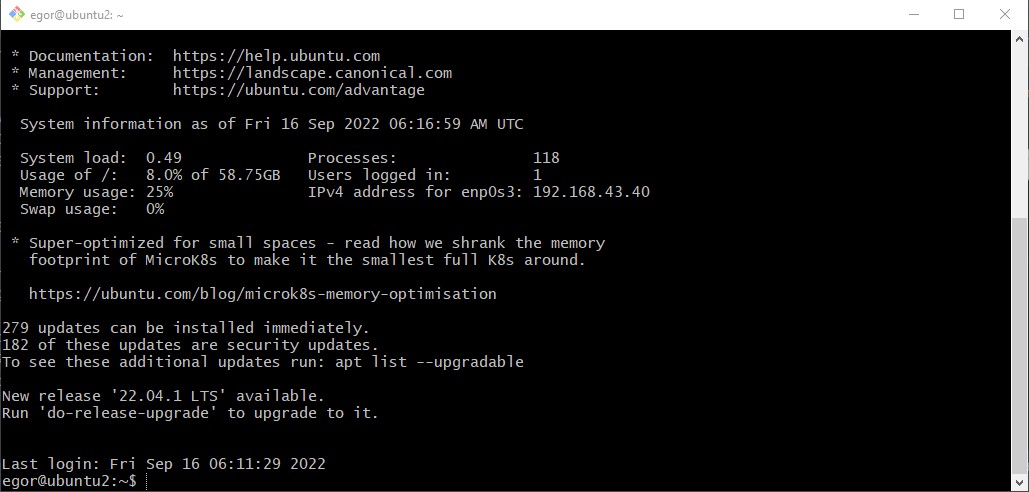 egor@ubuntu2: ~
* Documentation:  https://help.ubuntu.com
* Management:     https://landscape.canonical.com
* Support:        https://ubuntu.com/advantage
System information as of Fri 16 Sep 2022 06:16:59 AM UTC
System load:  0.49              Processes:               118
Usage of /:   8.0% of 58.75GB   Users logged in:         1
Memory usage: 25%               IPv4 address for enp0s3: 192.168.43.40
Swap usage:   0%
* Super-optimized for small spaces - read how we shrank the memory
footprint of MicroK8s to make it the smallest full K8s around.
https://ubuntu.com/blog/microk8s-memory-optimisation
279 updates can be installed immediately.
182 of these updates are security updates.
To see these additional updates run: apt list --upgradable
New release '22.04.1 LTS' available.
Run 'do-release-upgrade' to upgrade to it.
Last login: Fri Sep 16 06:11:29 2022
egor@ubuntu2:~$